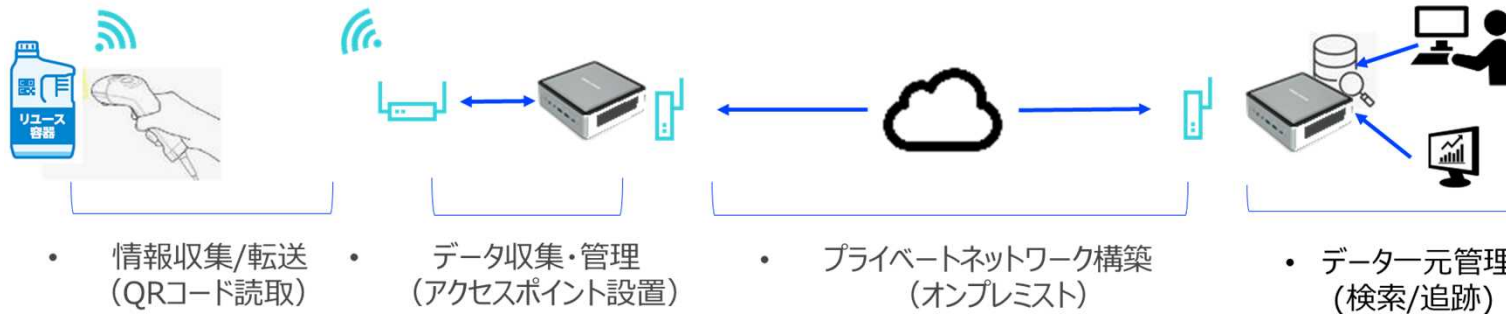 リユース
容器
• 情報収集/転送
(QRコード読取)
• データ収集・管理
(アクセスポイント設置)
• プライベートネットワーク構築
(オンプレミスト)
• データ一元管理
(検索/追跡)